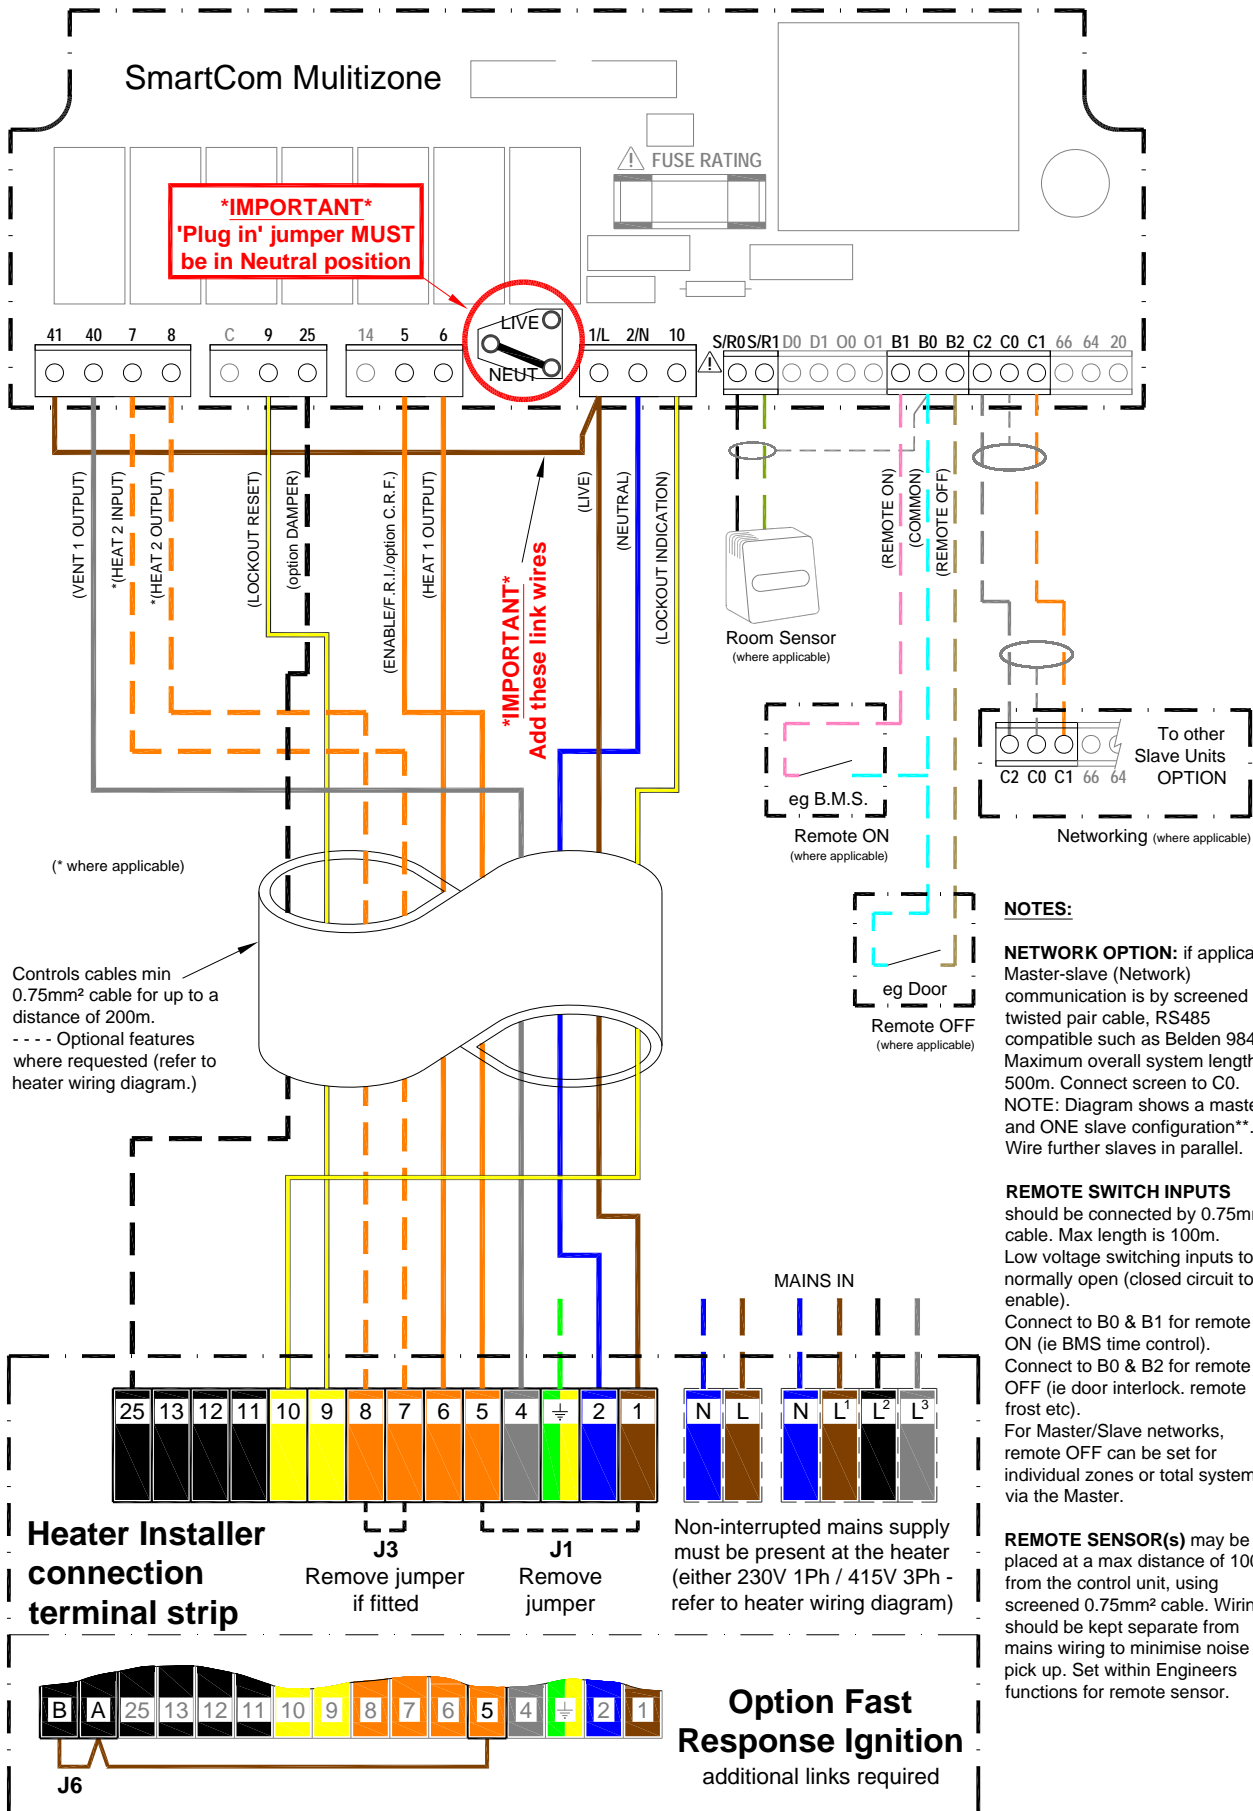 SmartCom Mulitizone
FUSE RATING
*IMPORTANT*
'Plug in' jumper MUST
be in Neutral position
LIVE
NEUT
41 40 7 8
C 9 25
14 5 6
1/L 2/N 10
S/R0 S/R1 D0 D1 O0 O1 B1 B0 B2 C2 C0 C1 66 64 20
(VENT 1 OUTPUT)
*(HEAT 2 INPUT)
*(HEAT 2 OUTPUT)
(LOCKOUT RESET)
(option DAMPER)
(ENABLE/F.R.I./option C.R.F.)
(HEAT 1 OUTPUT)
*IMPORTANT*
Add these link wires
(LIVE)
(NEUTRAL)
(LOCKOUT INDICATION)
(REMOTE ON)
(COMMON)
(REMOTE OFF)
Room Sensor
(where applicable)
eg B.M.S.
Remote ON
(where applicable)
C2 C0 C1 66 64
To other
Slave Units
OPTION
Networking (where applicable)
eg Door
Remote OFF
(where applicable)
(* where applicable)
Controls cables min
0.75mm² cable for up to a
distance of 200m.
- - - - Optional features
where requested (refer to
heater wiring diagram.)
NOTES:
NETWORK OPTION: if
Master-slave (Network)
communication is by screened
twisted pair cable, RS485
compatible such as Belden
Maximum overall system
500m. Connect screen to C0.
NOTE: Diagram shows a
and ONE slave configuration**.
Wire further slaves in parallel.
REMOTE SWITCH INPUTS
should be connected by
cable. Max length is 100m.
Low voltage switching inputs to
normally open (closed circuit to
enable).
Connect to B0 & B1 for remote
ON (ie BMS time control).
Connect to B0 & B2 for remote
OFF (ie door interlock. remote
frost etc).
For Master/Slave networks,
remote OFF can be set for
individual zones or total system
via the Master.
REMOTE SENSOR(s) may be
placed at a max distance of
from the control unit, using
screened 0.75mm² cable.
should be kept separate from
mains wiring to minimise noise
pick up. Set within Engineers
functions for remote sensor.
MAINS IN
25 13 12 11 10 9 8 7 6 5 4 2 1
N L
N L1 L2 L3
Heater Installer
connection
terminal strip
J3
Remove jumper
if fitted
J1
Remove
jumper
Non-interrupted mains supply
must be present at the heater
(either 230V 1Ph / 415V 3Ph -
refer to heater wiring diagram)
B A 25 13 12 11 10 9 8 7 6 5 4 2 1
J6
Option Fast
Response Ignition
additional links required